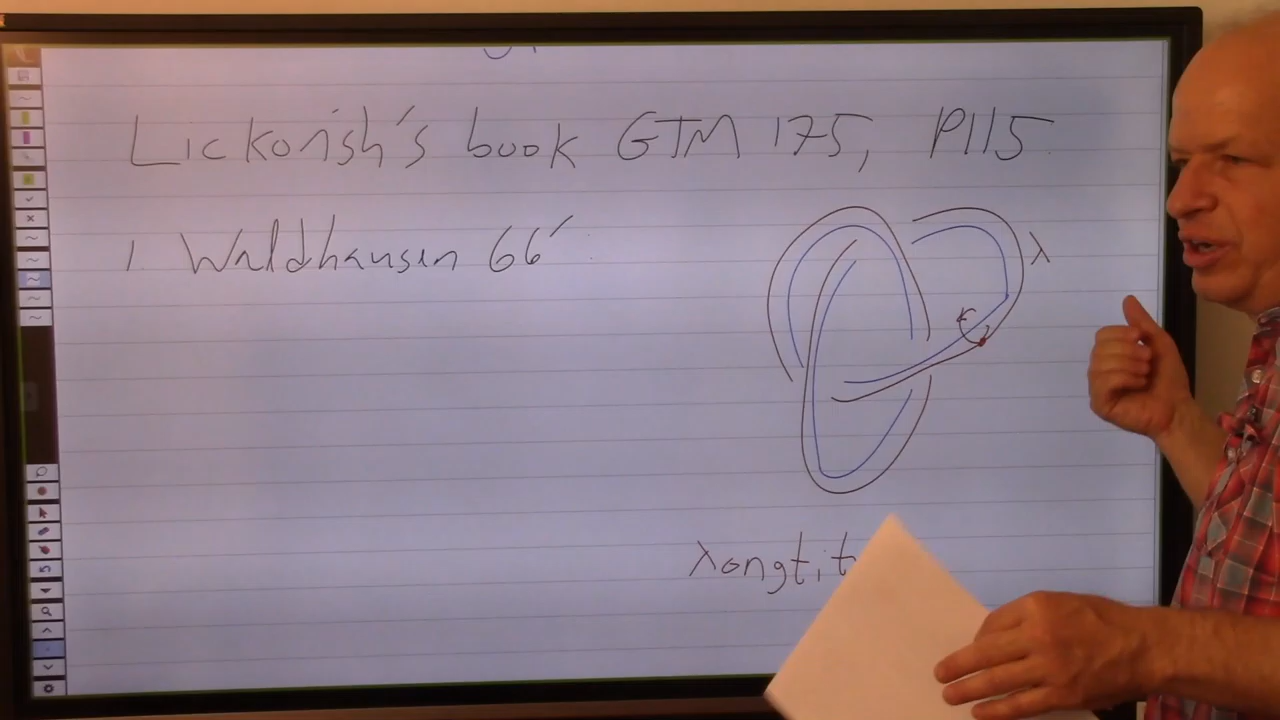 Lickorish's book GTM 175, P115
1. Waldhausen 66'
λ
λongtit